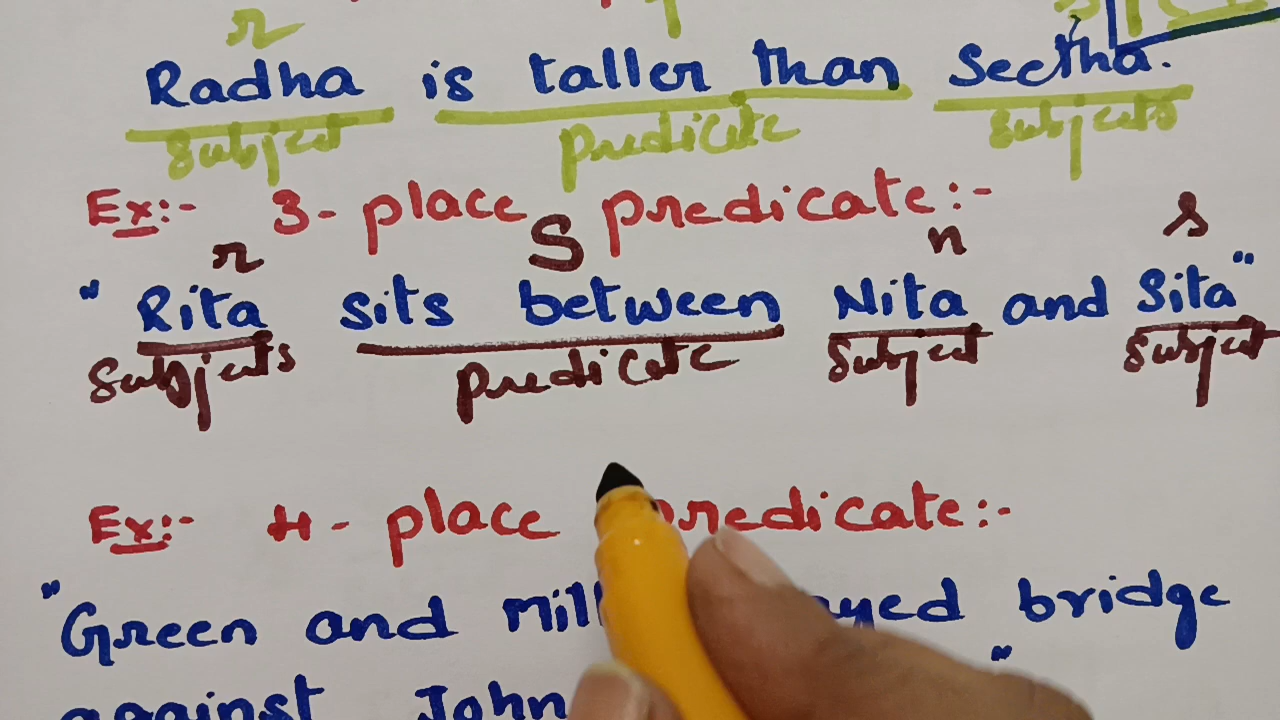 r
Radha is taller than Seetha.
Subject Predicate Subjects
Ex:- 3-place predicate:-
r S n s
"Rita sits between Nita and Sita"
Subjects Predicate Subject Subject
Ex:- 4-place predicate:-
"Green and bridge
against John "